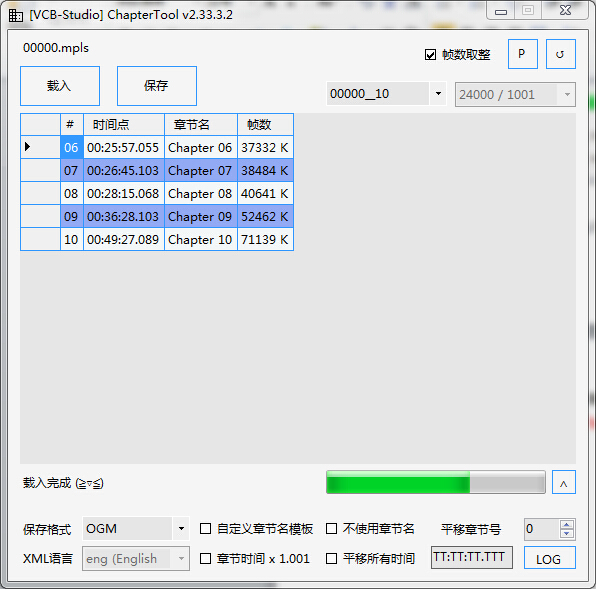 [VCB-Studio] ChapterTool v2.33.3.2
00000.mpls
帧数取整
P
↺
载入
保存
00000__10
24000 / 1001
# 时间点 章节名 帧数
06 00:25:57.055 Chapter 06 37332 K
07 00:26:45.103 Chapter 07 38484 K
08 00:28:15.068 Chapter 08 40641 K
09 00:36:28.103 Chapter 09 52462 K
10 00:49:27.089 Chapter 10 71139 K
载入完成 (≧▽≦)
∧
保存格式 OGM 自定义章节名模板 不使用章节名 平移章节号 0
XML语言 eng (English 章节时间 x 1.001 平移所有时间 TT:TT:TT.TTT LOG